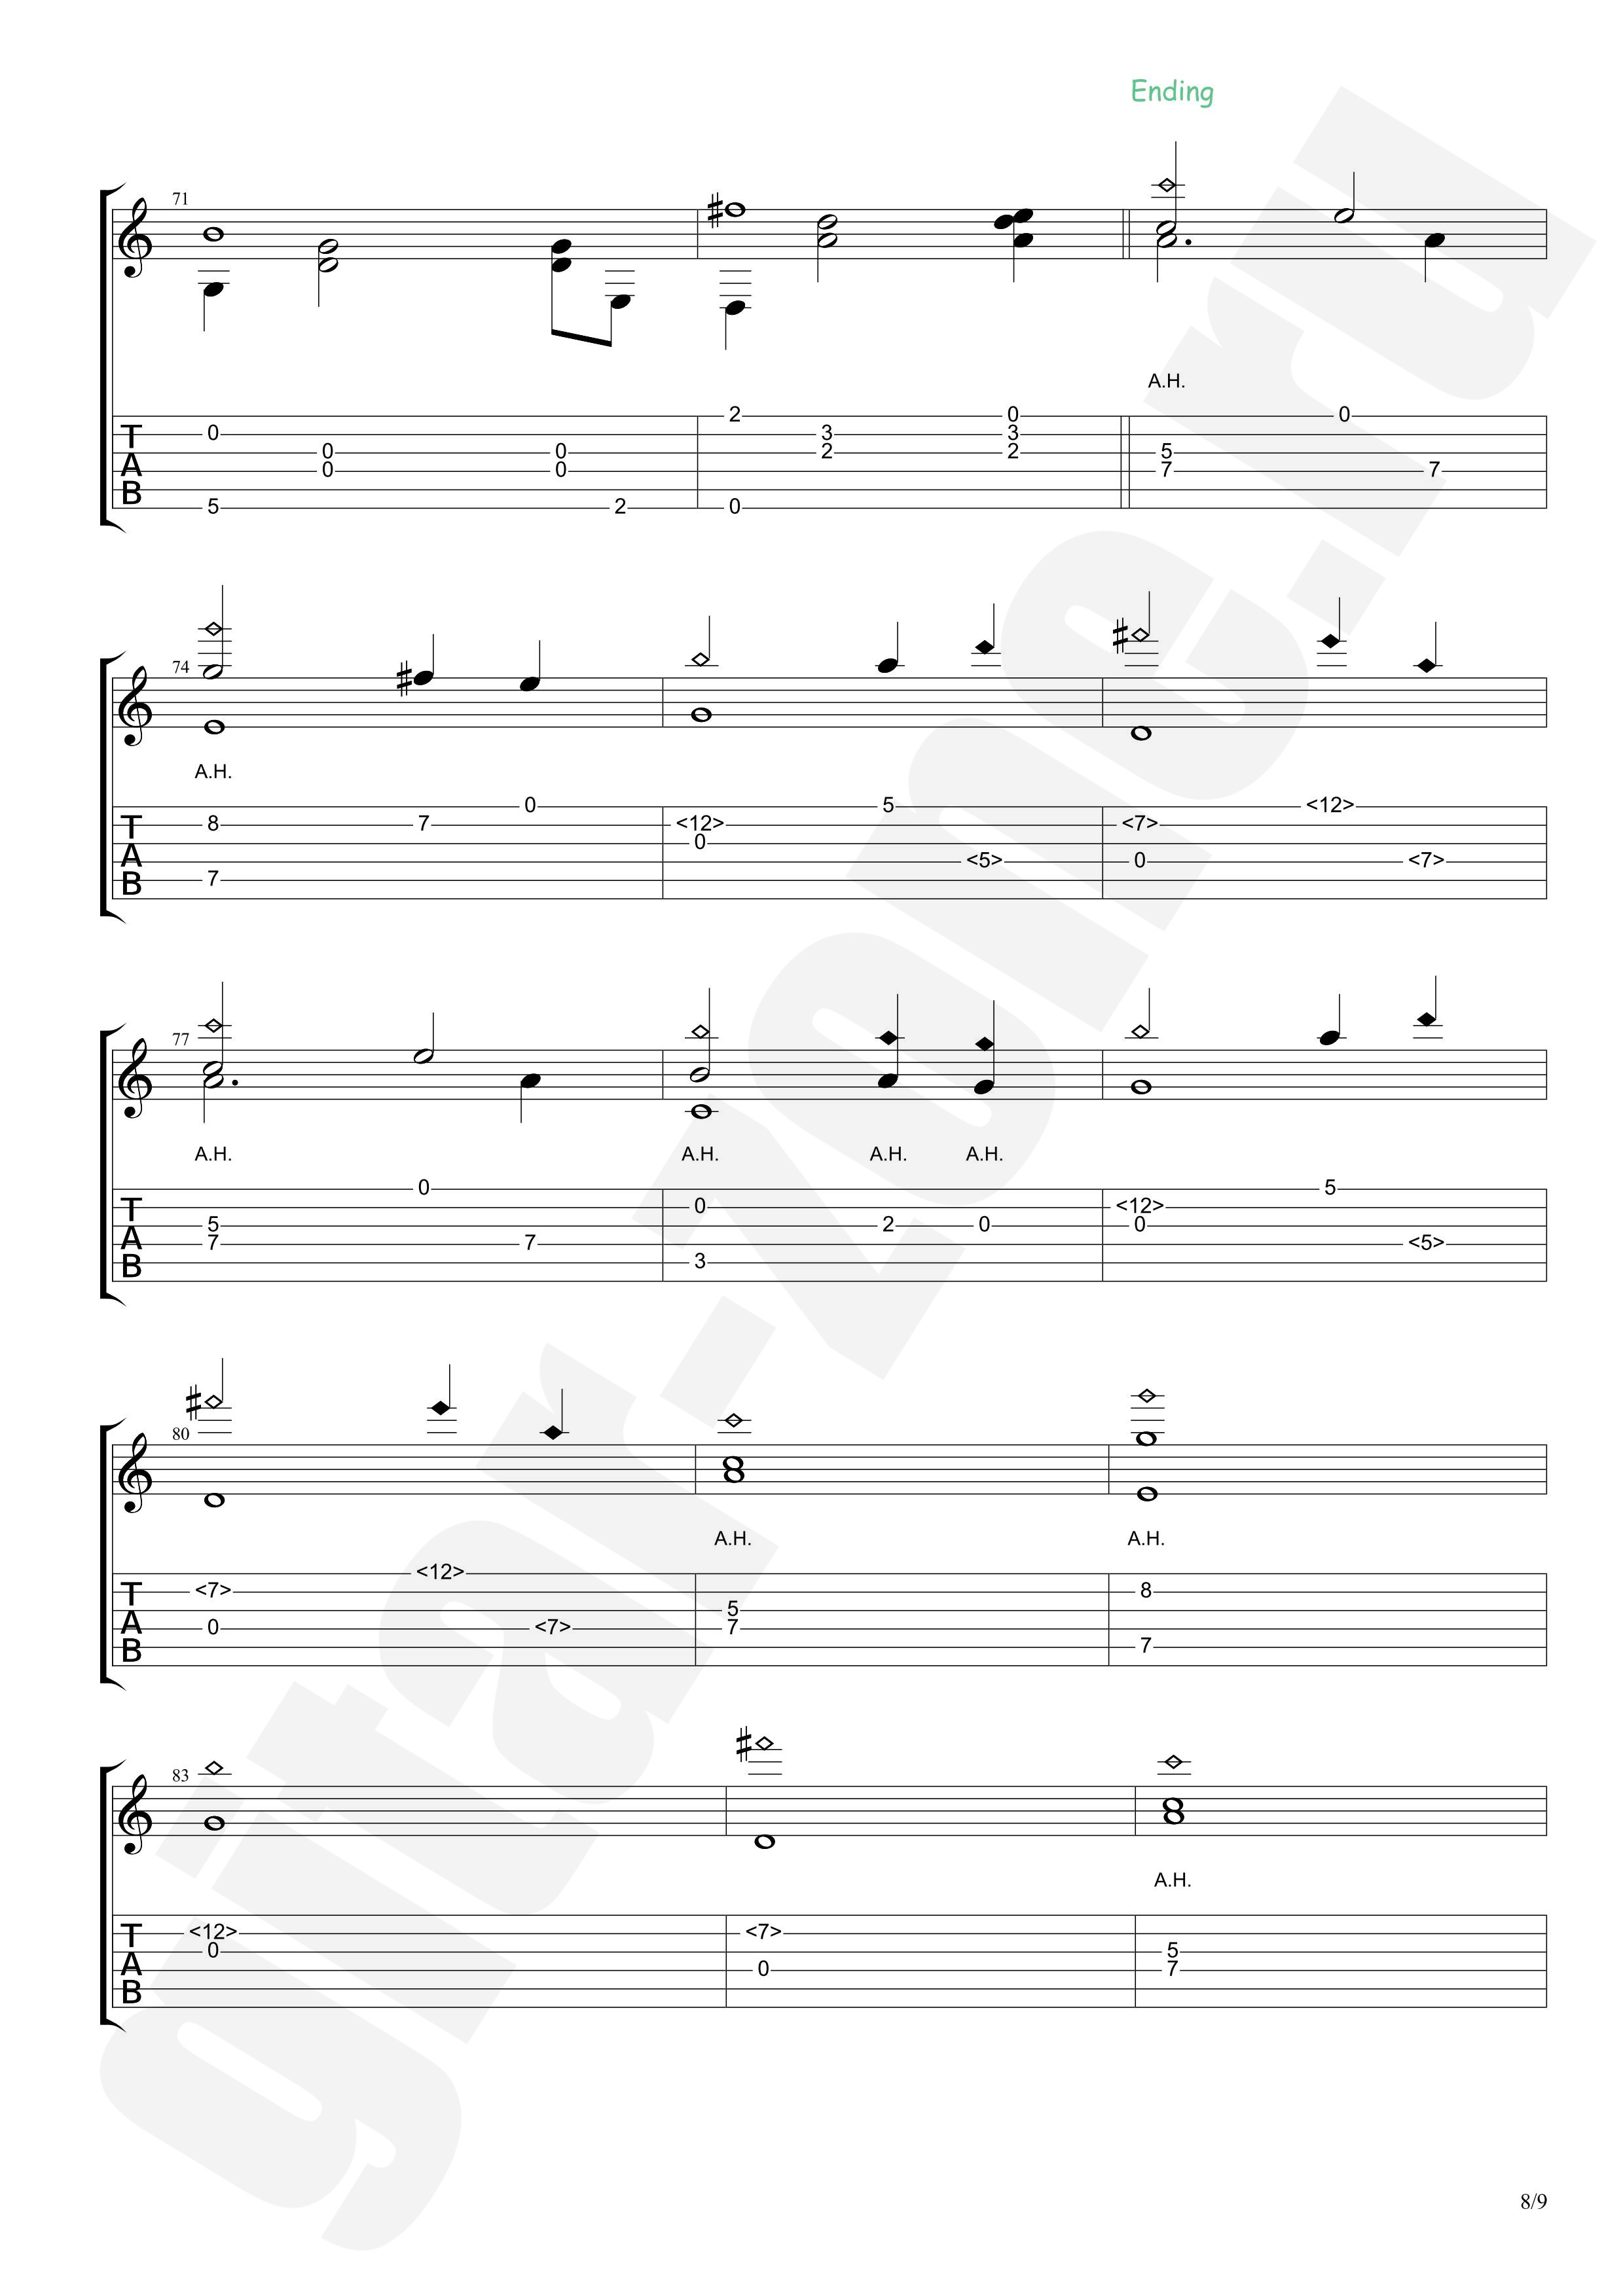 Ending
71
A.H.
2 0 0
0 3 3
0 0 2 2 5
T A B
0 0 7 7
5 2 0
74
A.H.
0 5 <12>
8 7 <12> <7>
0
T A B
<5> 0 <7>
7
77
A.H. A.H. A.H. A.H.
0 5
0 <12>
5 2 0 0
T A B
7 7 <5>
3
80
A.H. A.H.
<12>
<7> 8
5
T A B
0 <7> 7
7
83
A.H.
<12> <7>
0 5
T A B
0 7
8/9
gitar-zone.ru